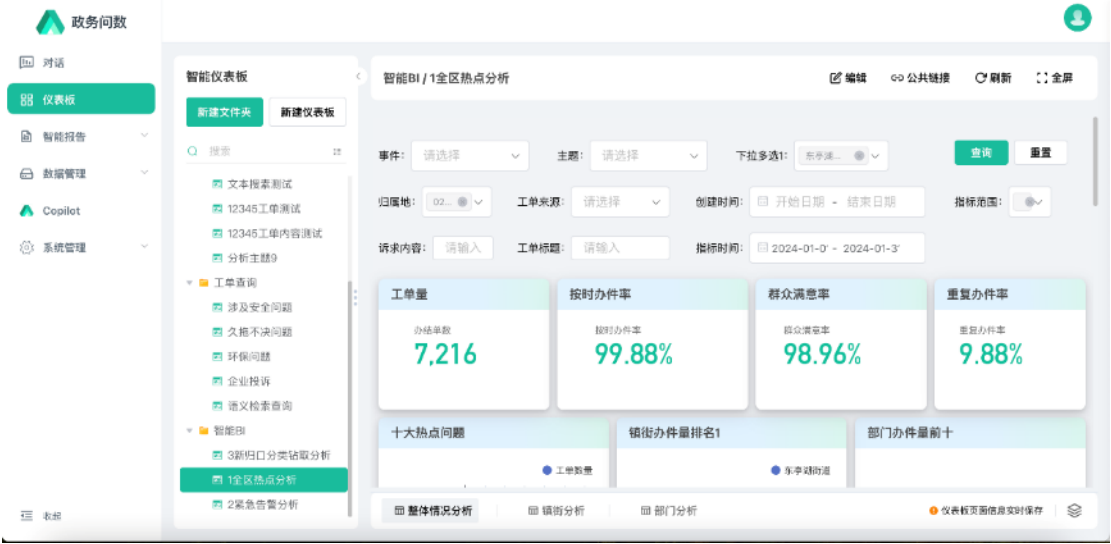 政务问数
对话
仪表板
智能报告
数据管理
Copilot
系统管理
收起
智能仪表板
新建文件夹 新建仪表板
搜索
文本搜索测试
12345工单测试
12345工单内容测试
分析主题9
工单查询
涉及安全问题
久拖不决问题
环保问题
企业投诉
语义检索查询
智能BI
3新归口分类钻取分析
1全区热点分析
2紧急告警分析
智能BI / 1全区热点分析 编辑 公共链接 刷新 全屏
事件: 请选择 主题: 请选择 下拉多选1: 东亭湖... 查询 重置
归属地: 02... 工单来源: 请选择 创建时间: 开始日期 - 结束日期 指标范围:
诉求内容: 请输入 工单标题: 请输入 指标时间: 2024-01-0 - 2024-01-3
工单量 按时办件率 群众满意率 重复办件率
办结单数 按时办件率 群众满意率 重复办件率
7,216 99.88% 98.96% 9.88%
十大热点问题 镇街办件量排名1 部门办件量前十
工单数量 东亭湖街道
整体情况分析 镇街分析 部门分析 仪表板页面信息实时保存